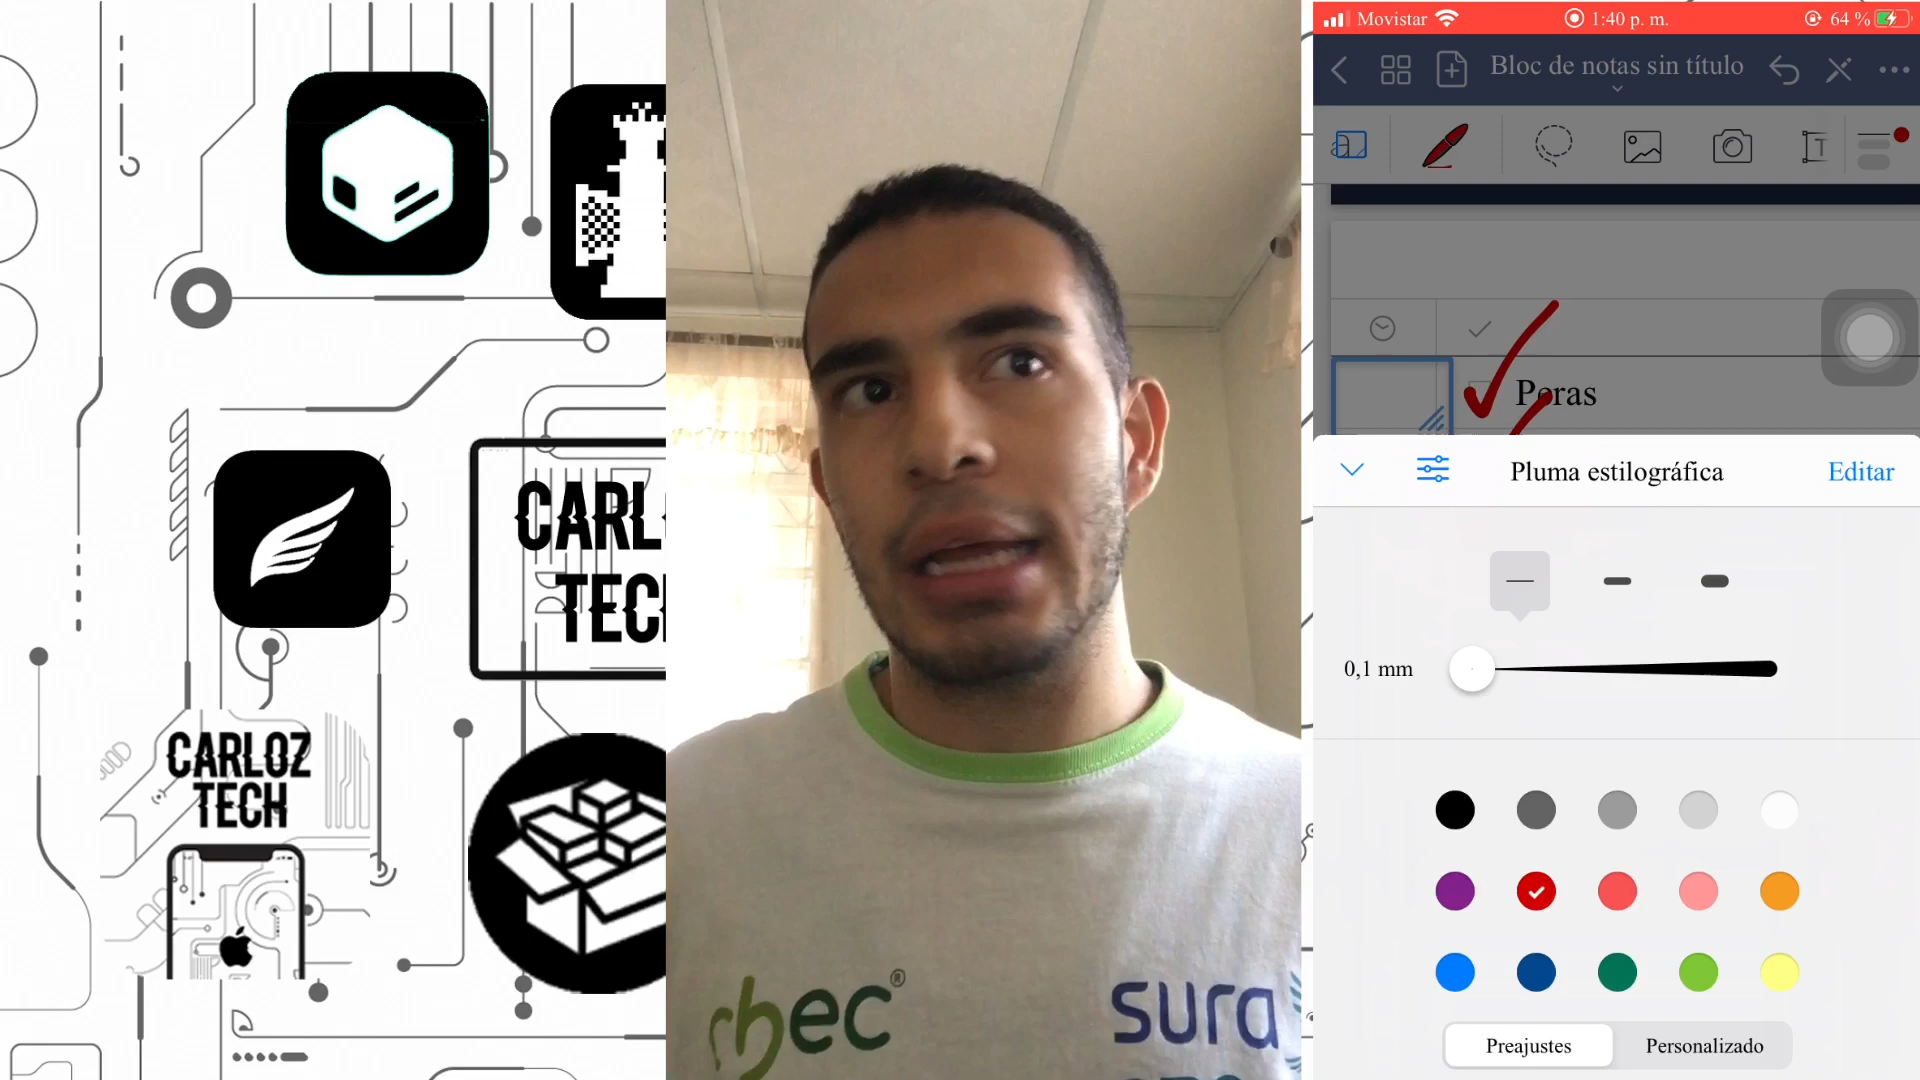 CARL
TECH
CARLOZ
TECH
bec®
sura
Movistar
1:40 p. m.
64 %
Bloc de notas sin título
T
Peras
Pluma estilográfica
Editar
0,1 mm
Preajustes
Personalizado